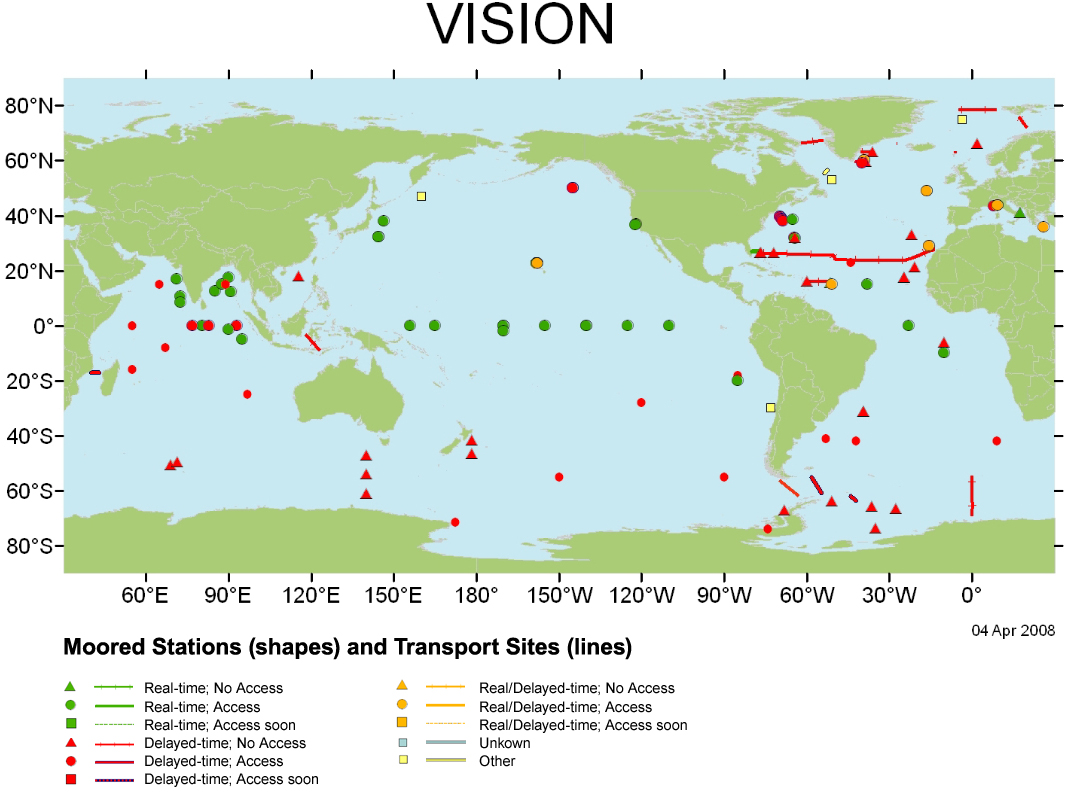 VISION
80°N
60°N
40°N
20°N
0°
20°S
40°S
60°S
80°S
60°E 90°E 120°E 150°E 180° 150°W 120°W 90°W 60°W 30°W 0°
04 Apr 2008
Moored Stations (shapes) and Transport Sites (lines)
Real-time; No Access
Real-time; Access
Real-time; Access soon
Delayed-time; No Access
Delayed-time; Access
Delayed-time; Access soon
Real/Delayed-time; No Access
Real/Delayed-time; Access
Real/Delayed-time; Access soon
Unkown
Other